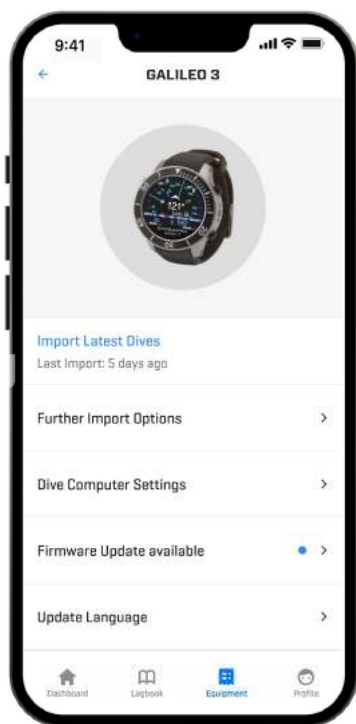 9:41
GALILEO 3
121°
Import Latest Dives
Last Import: 5 days ago
Further Import Options
Dive Computer Settings
Firmware Update available
Update Language
Dashboard
Logbook
Equipment
Profile